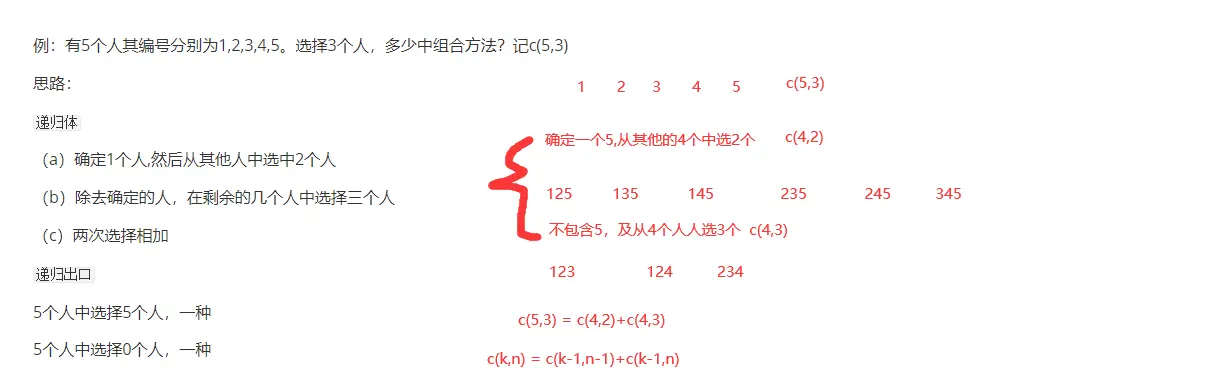 例：有5个人其编号分别为1,2,3,4,5。选择3个人，多少中组合方法？记c(5,3)
思路：
递归体
（a）确定1个人,然后从其他人中选中2个人
（b）除去确定的人，在剩余的几个人中选择三个人
（c）两次选择相加
递归出口
5个人中选择5个人，一种
5个人中选择0个人，一种
1 2 3 4 5 c(5,3)
确定一个5,从其他的4个中选2个 c(4,2)
125 135 145 235 245 345
不包含5，及从4个人人选3个 c(4,3)
123 124 234
c(5,3) = c(4,2)+c(4,3)
c(k,n) = c(k-1,n-1)+c(k-1,n)